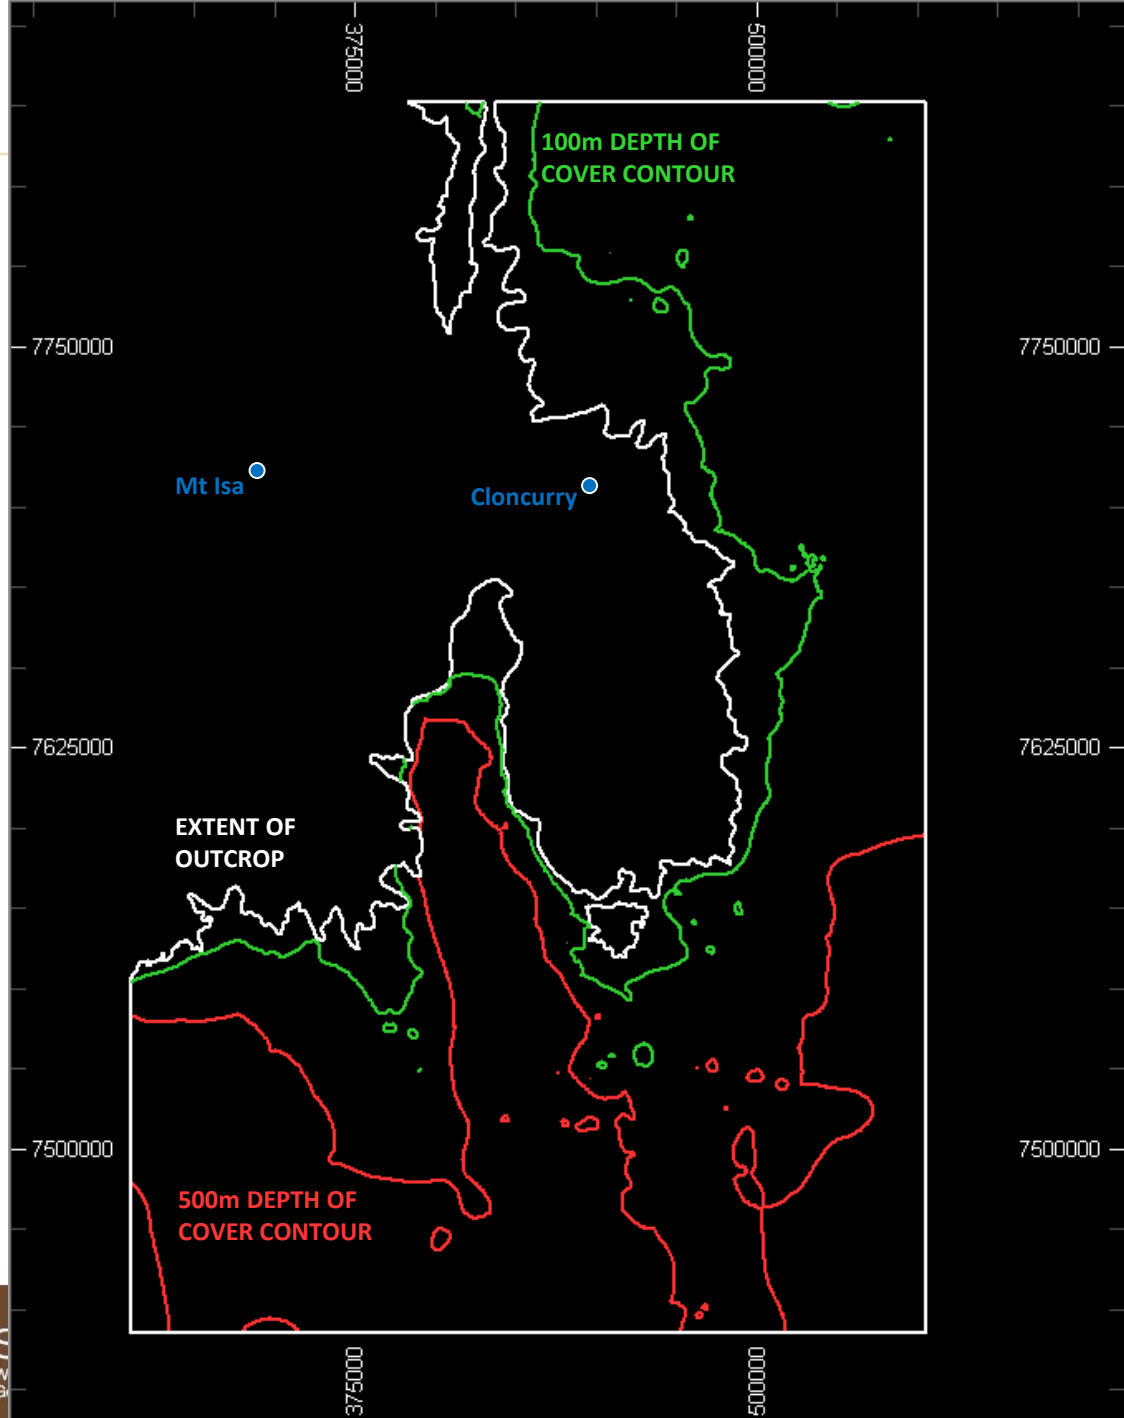 375000
500000
100m DEPTH OF
COVER CONTOUR
7750000
7750000
Mt Isa
Cloncurry
7625000
7625000
EXTENT OF
OUTCROP
7500000
7500000
500m DEPTH OF
COVER CONTOUR
375000
500000